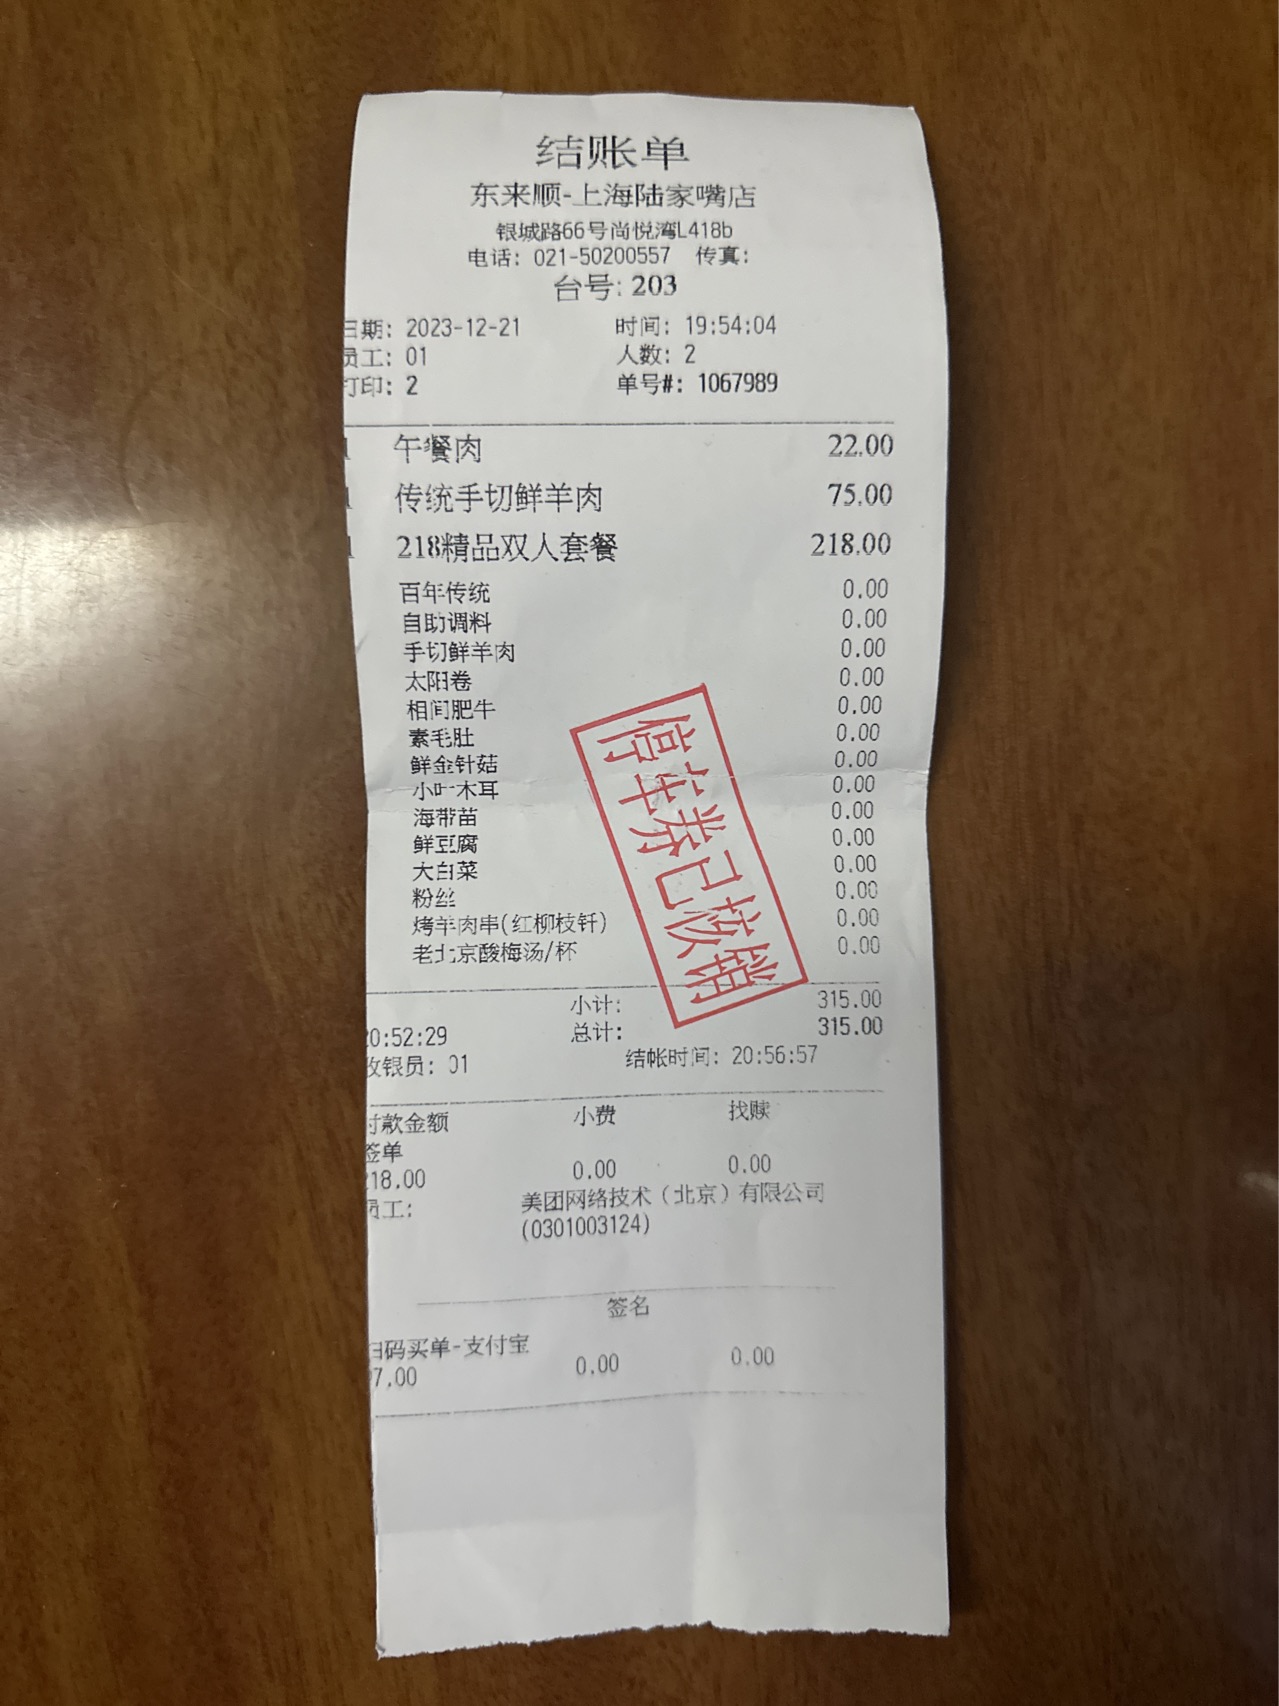 结账单
东来顺-上海陆家嘴店
银城路66号尚悦湾L418b
电话: 021-50200557 传真:
台号: 203
日期: 2023-12-21 时间: 19:54:04
员工: 01 人数: 2
打印: 2 单号#: 1067989
1 午餐肉 22.00
1 传统手切鲜羊肉 75.00
1 218精品双人套餐 218.00
百年传统 0.00
自助调料 0.00
手切鲜羊肉 0.00
太阳卷 0.00
相间肥牛 0.00
素毛肚 0.00
鲜金针菇 0.00
小叶木耳 0.00
海带苗 0.00
鲜豆腐 0.00
大白菜 0.00
粉丝 0.00
烤羊肉串(红柳枝钎) 0.00
老北京酸梅汤/杯 0.00
停车券已核销
小计: 315.00
20:52:29 总计: 315.00
收银员: 01 结帐时间: 20:56:57
付款金额 小费 找赎
签单
218.00 0.00 0.00
员工: 美团网络技术（北京）有限公司
(0301003124)
签名
扫码买单-支付宝
7.00 0.00 0.00